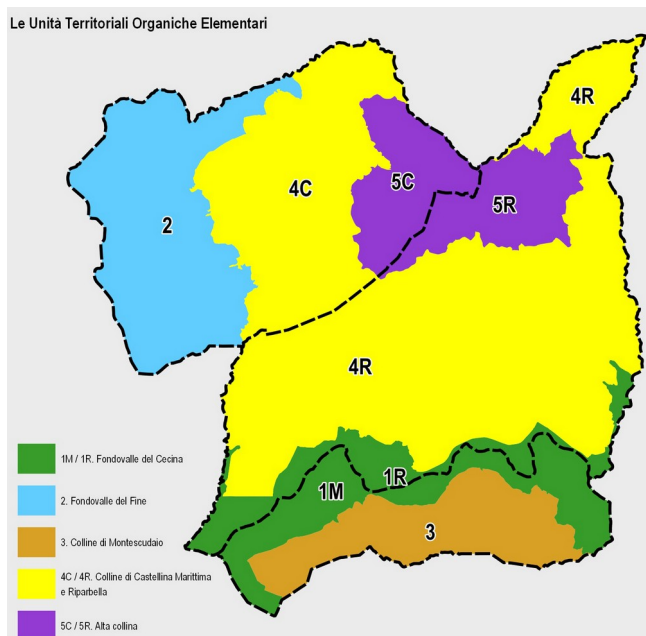 Le Unità Territoriali Organiche Elementari
4R
4C
5C
5R
2
4R
1R
1M
3
1M / 1R. Fondovalle del Cecina
2. Fondovalle del Fine
3. Colline di Montescudaio
4C / 4R. Colline di Castellina Marittima
e Riparbella
5C / 5R. Alta collina